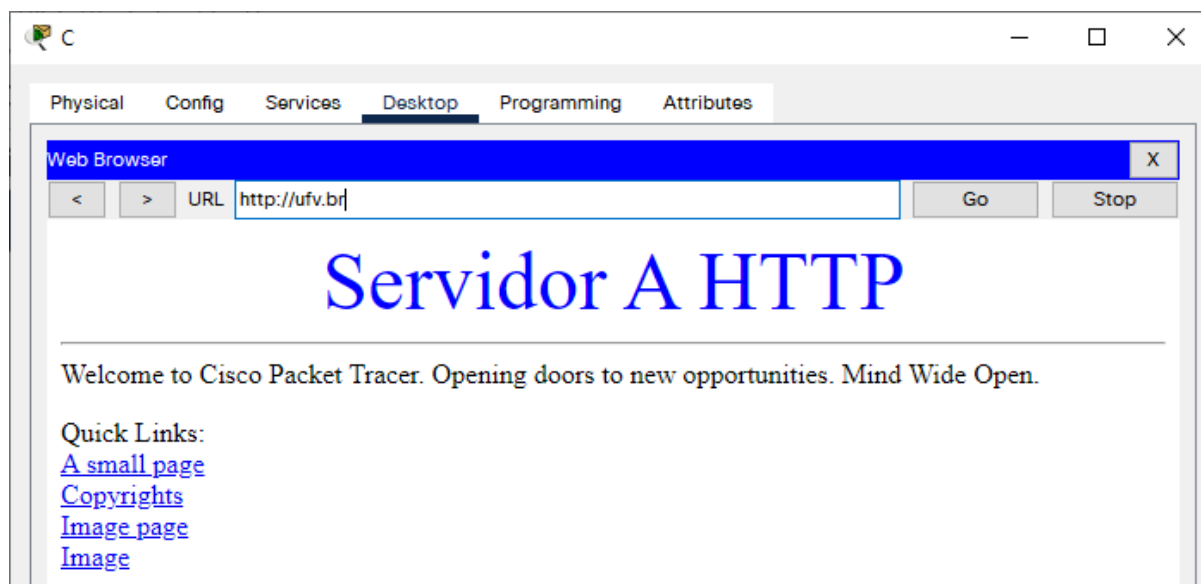 C
Physical Config Services Desktop Programming Attributes
Web Browser X
< > URL http://ufv.br Go Stop
Servidor A HTTP
Welcome to Cisco Packet Tracer. Opening doors to new opportunities. Mind Wide Open.
Quick Links:
A small page
Copyrights
Image page
Image